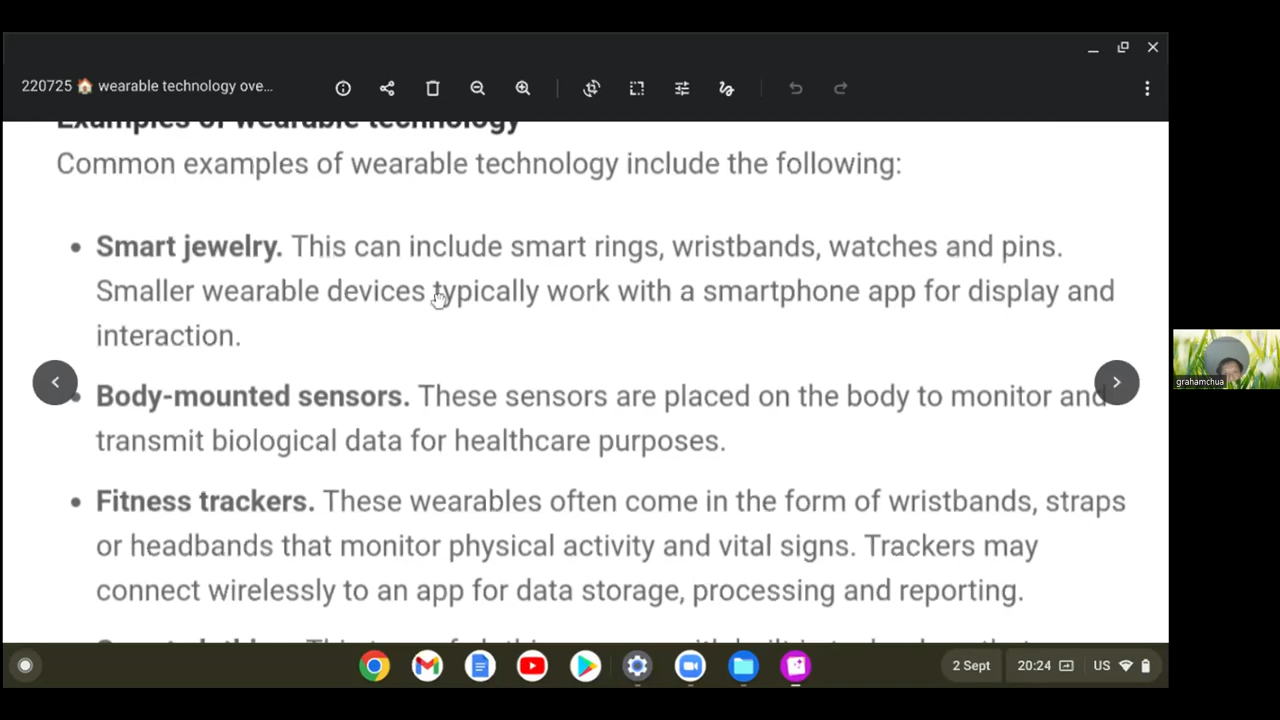 220725 🏠 wearable technology ove...
Examples of wearable technology
Common examples of wearable technology include the following:
• Smart jewelry. This can include smart rings, wristbands, watches and pins.
Smaller wearable devices typically work with a smartphone app for display and
interaction.
• Body-mounted sensors. These sensors are placed on the body to monitor and
transmit biological data for healthcare purposes.
• Fitness trackers. These wearables often come in the form of wristbands, straps
or headbands that monitor physical activity and vital signs. Trackers may
connect wirelessly to an app for data storage, processing and reporting.
grahamchua
2 Sept 20:24 US